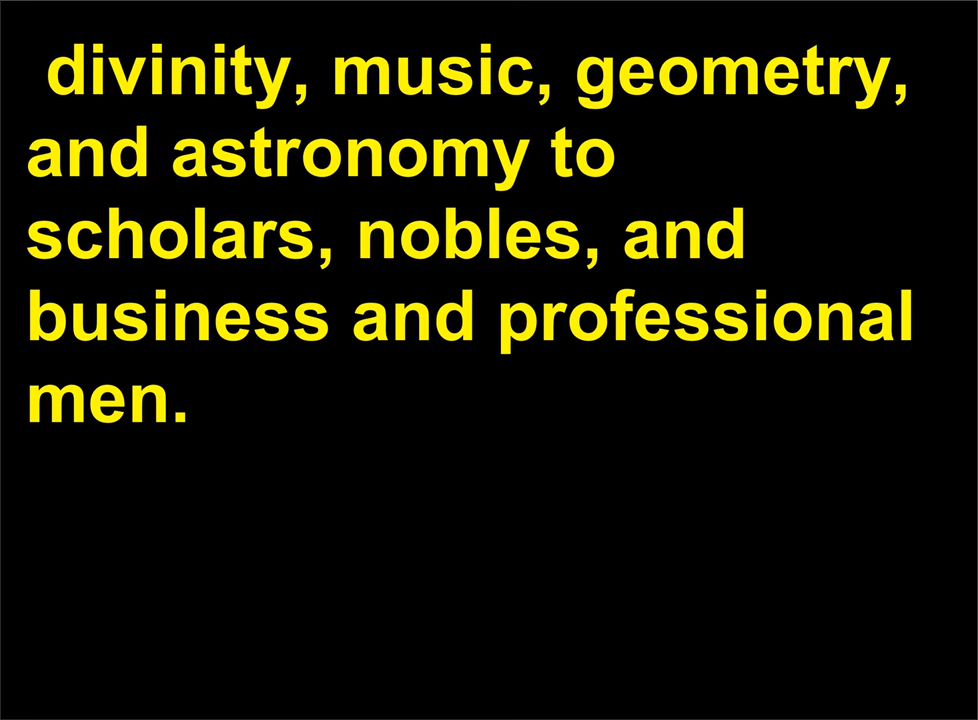 divinity, music, geometry,
and astronomy to
scholars, nobles, and
business and professional
men.